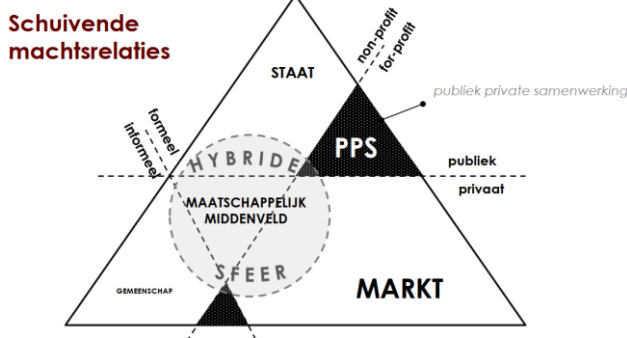 Schuivende
machtsrelaties
non-profit
for-profit
STAAT
publiek private samenwerking
formeel
informeel
PPS
HYBRIDE
publiek
privaat
MAATSCHAPPELIJK
MIDDENVELD
SFEER
GEMEENSCHAP
MARKT